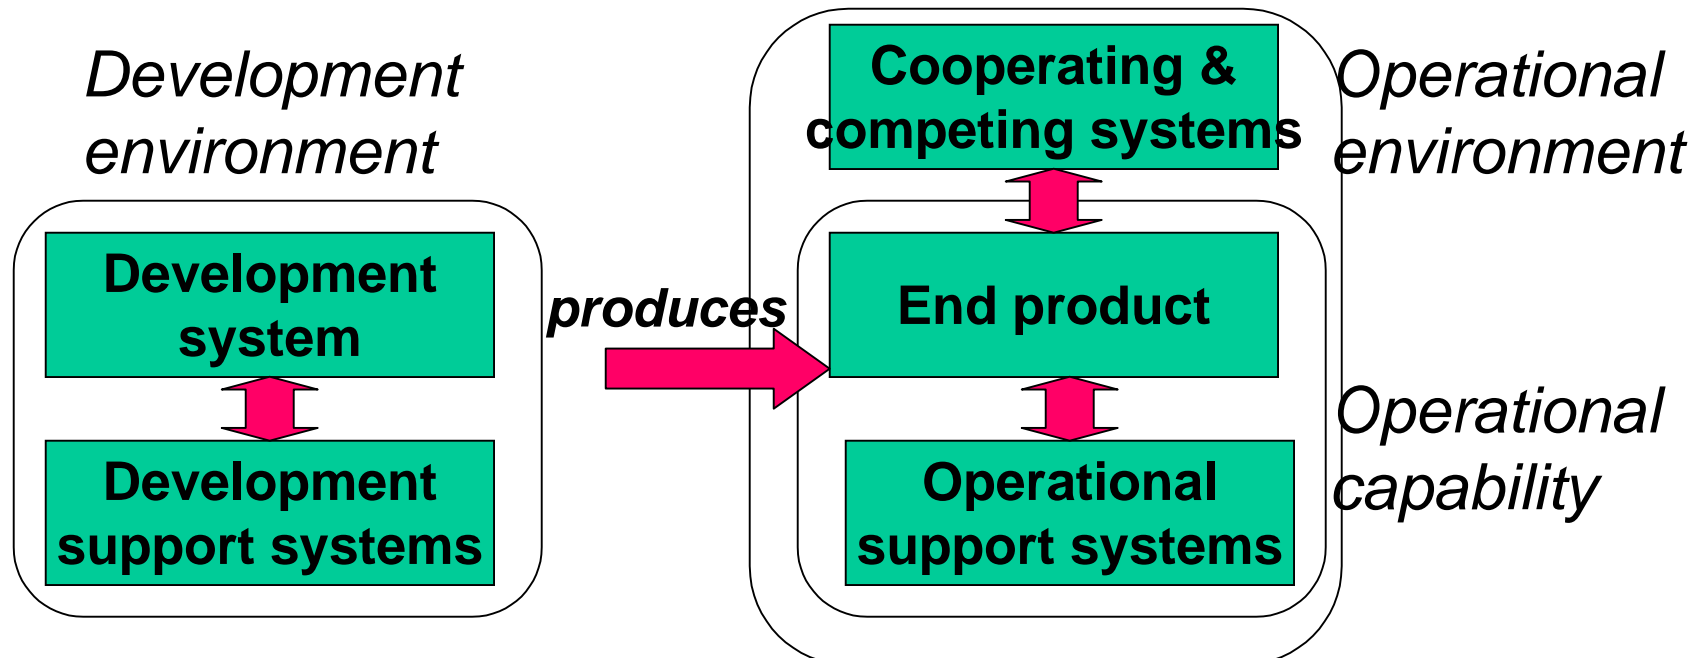 Development
environment
Development
system
Development
support systems
produces
Cooperating &
competing systems
End product
Operational
support systems
Operational
environment
Operational
capability